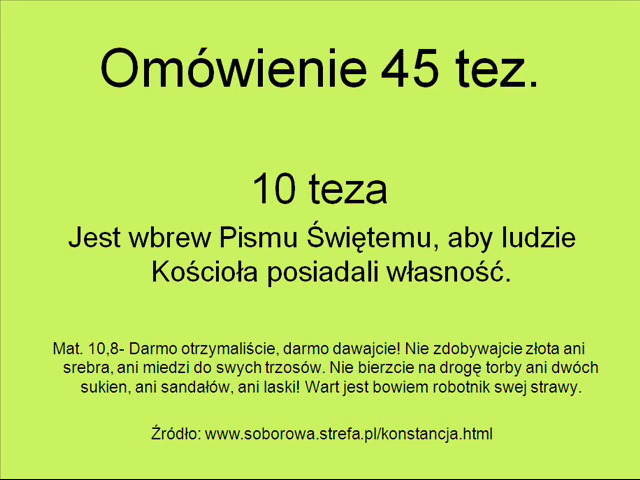 Omówienie 45 tez.
10 teza
Jest wbrew Pismu Świętemu, aby ludzie
Kościoła posiadali własność.
Mat. 10,8- Darmo otrzymaliście, darmo dawajcie! Nie zdobywajcie złota ani
srebra, ani miedzi do swych trzosów. Nie bierzcie na drogę torby ani dwóch
sukien, ani sandałów, ani laski! Wart jest bowiem robotnik swej strawy.
Źródło: www.soborowa.strefa.pl/konstancja.html